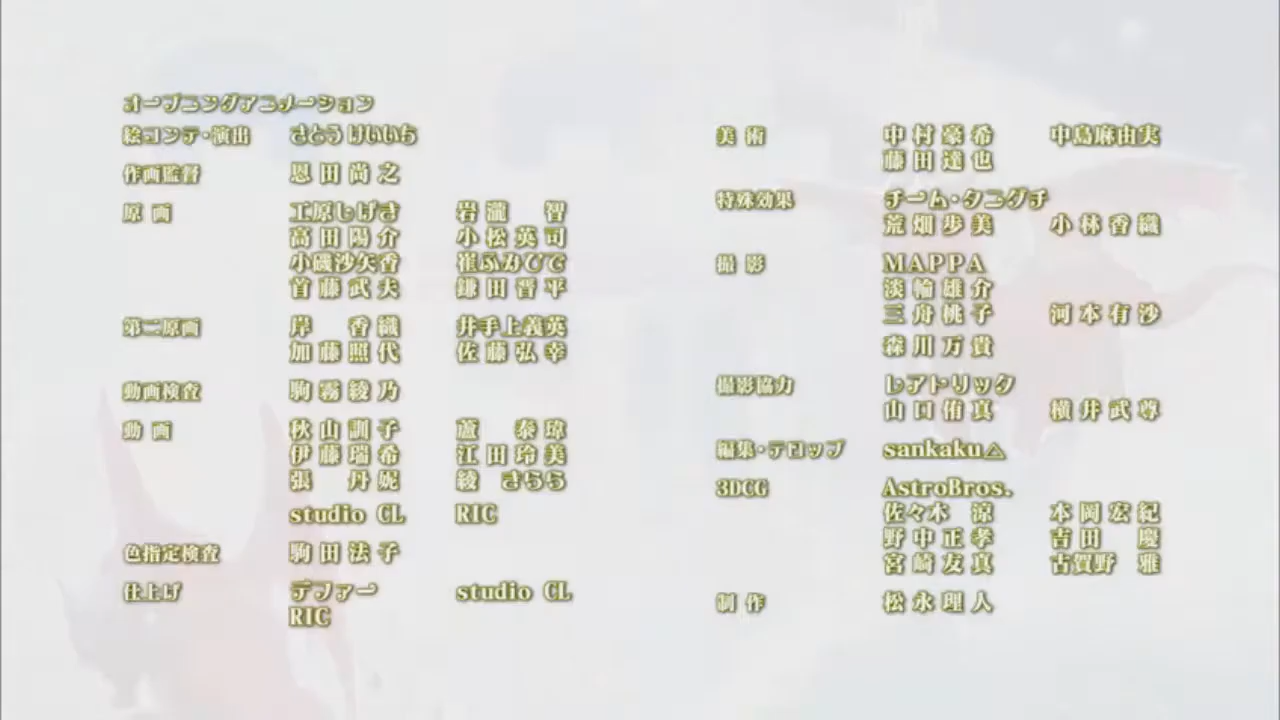 オープニングアニメーション
絵コンテ・演出 さとう けいいち
作画監督 恩田尚之
原画 工原しげき 岩瀧 智
高田陽介 小松英司
小磯沙矢香 崔ふみひで
首藤武夫 鎌田晋平
第二原画 岸 香織 井手上義英
加藤照代 佐藤弘幸
動画検査 駒霧綾乃
動画 秋山訓子 蘆 泰瑋
伊藤瑞希 江田玲美
張 丹妮 綾 きらら
studio CL RIC
色指定検査 駒田法子
仕上げ デファー studio CL
RIC
美術 中村豪希 中島麻由実
藤田達也
特殊効果 チーム・タニグチ
荒畑歩美 小林香織
撮影 MAPPA
淡輪雄介
三舟桃子 河本有沙
森川万貴
撮影協力 レアトリック
山口侑真 横井武尊
編集・テロップ sankaku△
3DCG AstroBros.
佐々木 涼 本岡宏紀
野中正孝 吉田 慶
宮崎友真 古賀野 雅
制作 松永理人